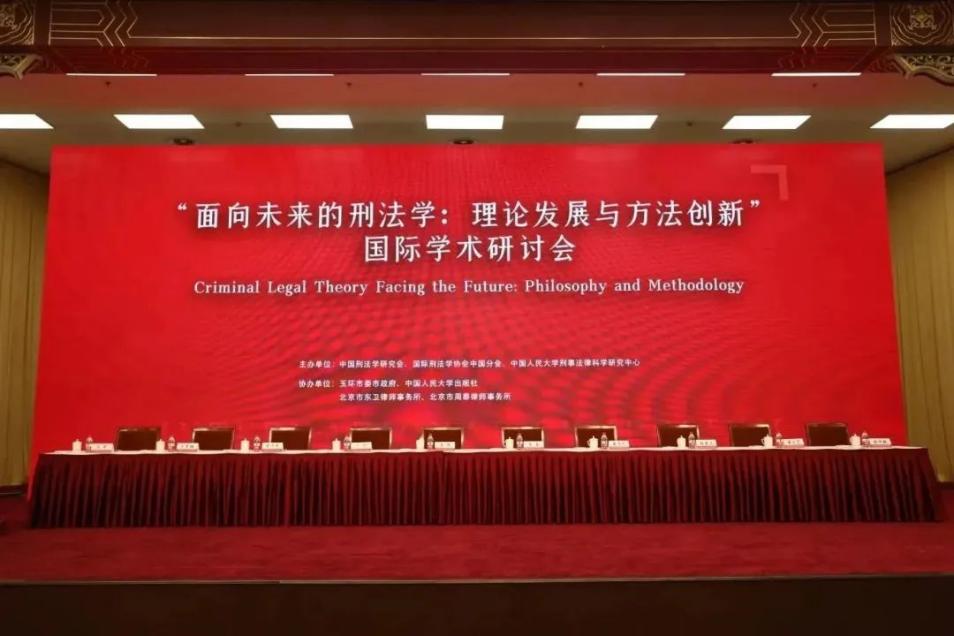 “面向未来的刑法学：理论发展与方法创新”
国际学术研讨会
Criminal Legal Theory Facing the Future: Philosophy and Methodology
主办单位：中国刑法学研究会、国际刑法学协会中国分会、中国人民大学刑事法律科学研究中心
协办单位：玉环市委市政府、中国人民大学出版社
北京市东卫律师事务所、北京市周泰律师事务所